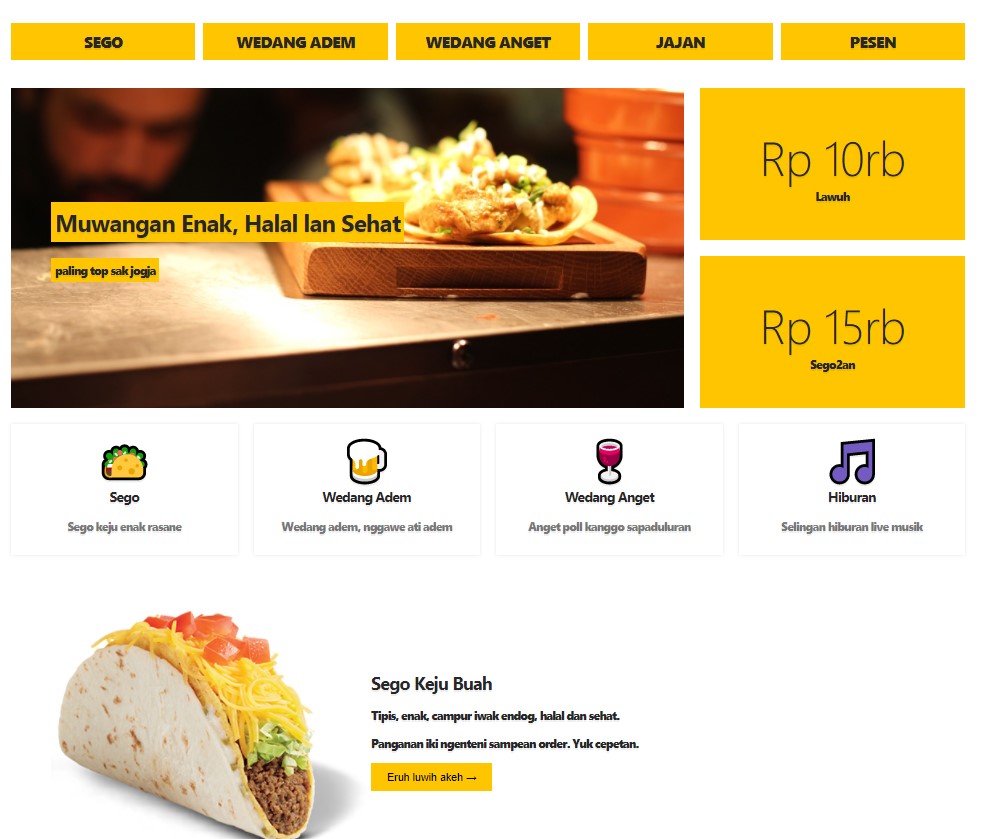 SEGO
WEDANG ADEM
WEDANG ANGET
JAJAN
PESEN
Muwangan Enak, Halal lan Sehat
paling top sak jogja
Rp 10rb
Lawuh
Rp 15rb
Sego2an
Sego
Sego keju enak rasane
Wedang Adem
Wedang adem, nggawe ati adem
Wedang Anget
Anget poll kanggo sapaduluran
Hiburan
Selingan hiburan live musik
Sego Keju Buah
Tipis, enak, campur iwak endog, halal dan sehat.
Panganan iki ngenteni sampean order. Yuk cepetan.
Eruh luwih akeh →